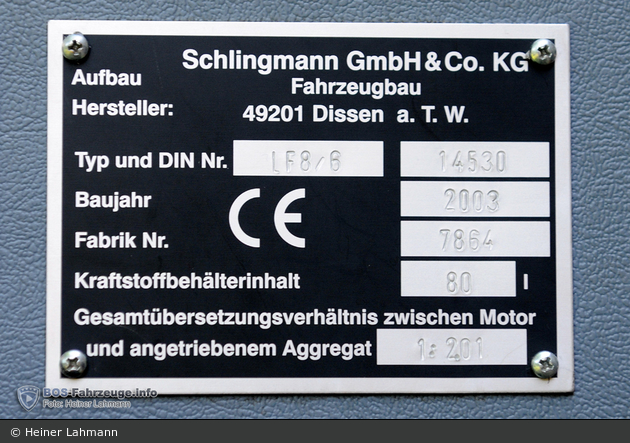 Schlingmann GmbH & Co. KG
Aufbau
Fahrzeugbau
Hersteller:
49201 Dissen a. T. W.
Typ und DIN Nr. LF8/6 14530
Baujahr 2003
CE
Fabrik Nr. 7864
Kraftstoffbehälterinhalt 80 l
Gesamtübersetzungsverhältnis zwischen Motor
und angetriebenem Aggregat 1:201
BOS-Fahrzeuge.info
Foto: Heiner Lahmann
© Heiner Lahmann